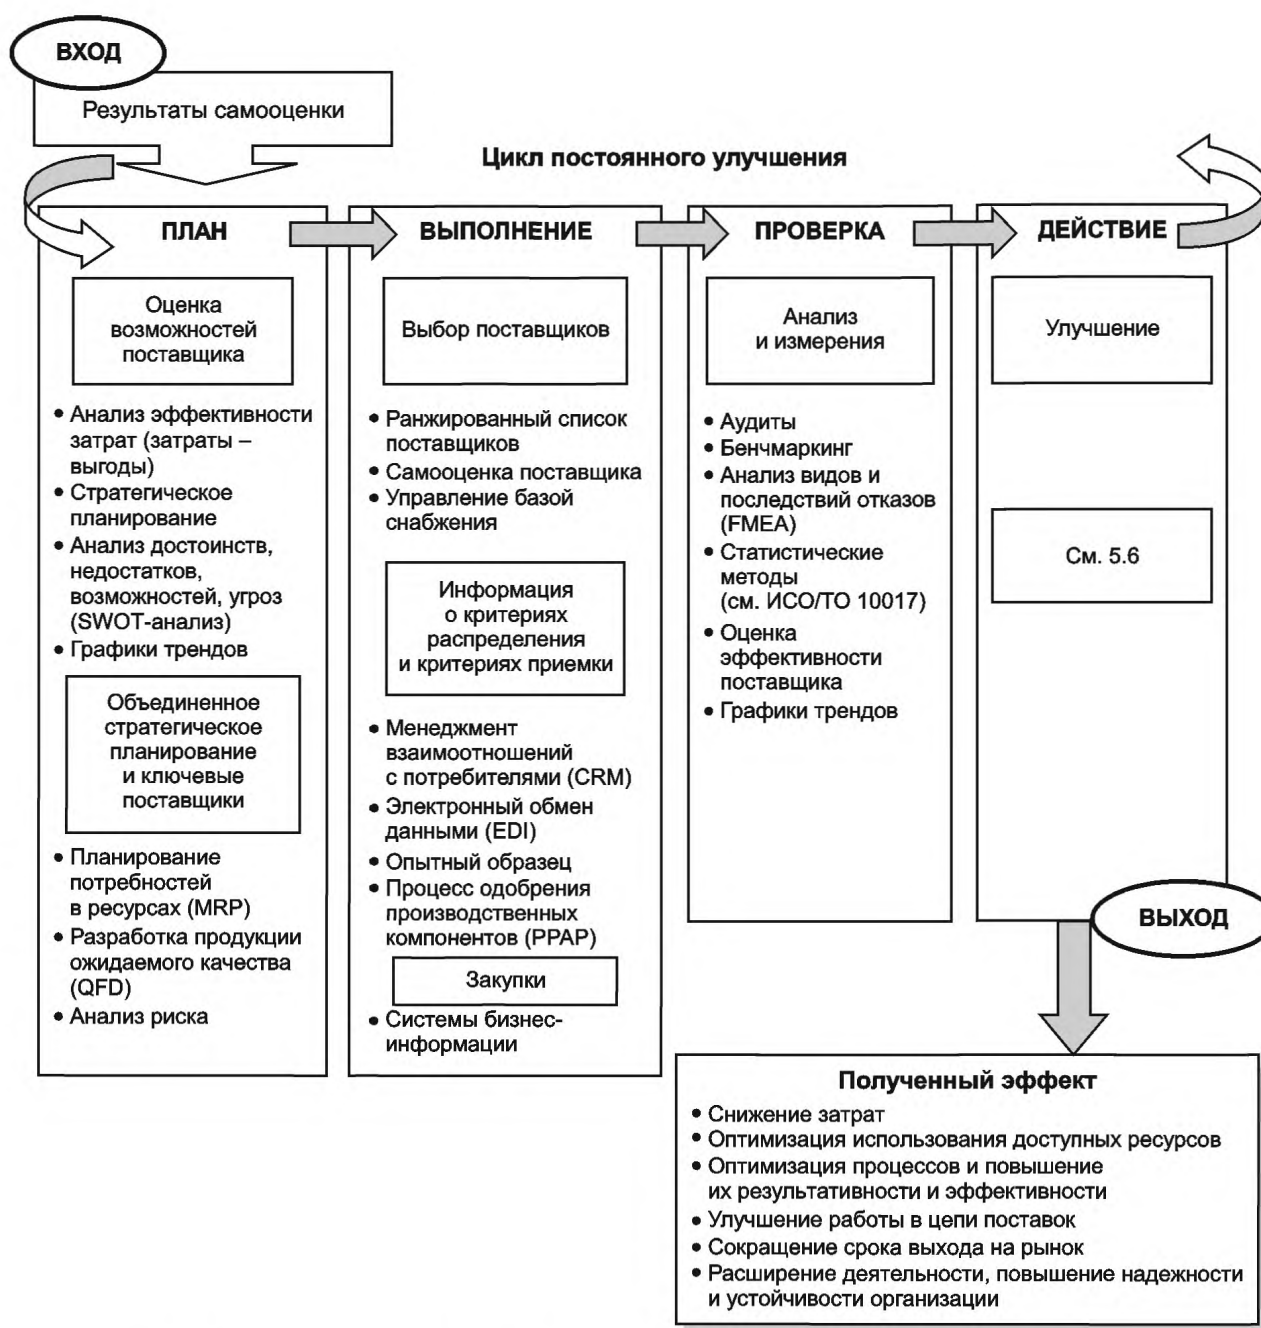 ВХОД
Результаты самооценки
Цикл постоянного улучшения
ПЛАН
Оценка
возможностей
поставщика
• Анализ эффективности
затрат (затраты –
выгоды)
• Стратегическое
планирование
• Анализ достоинств,
недостатков,
возможностей, угроз
(SWOT-анализ)
• Графики трендов
Объединенное
стратегическое
планирование
и ключевые
поставщики
• Планирование
потребностей
в ресурсах (MRP)
• Разработка продукции
ожидаемого качества
(QFD)
• Анализ риска
ВЫПОЛНЕНИЕ
Выбор поставщиков
• Ранжированный список
поставщиков
• Самооценка поставщика
• Управление базой
снабжения
Информация
о критериях
распределения
и критериях приемки
• Менеджмент
взаимоотношений
с потребителями (CRM)
• Электронный обмен
данными (EDI)
• Опытный образец
• Процесс одобрения
производственных
компонентов (PPAP)
Закупки
• Системы бизнес-
информации
ПРОВЕРКА
Анализ
и измерения
• Аудиты
• Бенчмаркинг
• Анализ видов и
последствий отказов
(FMEA)
• Статистические
методы
(см. ИСО/ТО 10017)
• Оценка
эффективности
поставщика
• Графики трендов
ДЕЙСТВИЕ
Улучшение
См. 5.6
ВЫХОД
Полученный эффект
• Снижение затрат
• Оптимизация использования доступных ресурсов
• Оптимизация процессов и повышение
их результативности и эффективности
• Улучшение работы в цепи поставок
• Сокращение срока выхода на рынок
• Расширение деятельности, повышение надежности
и устойчивости организации